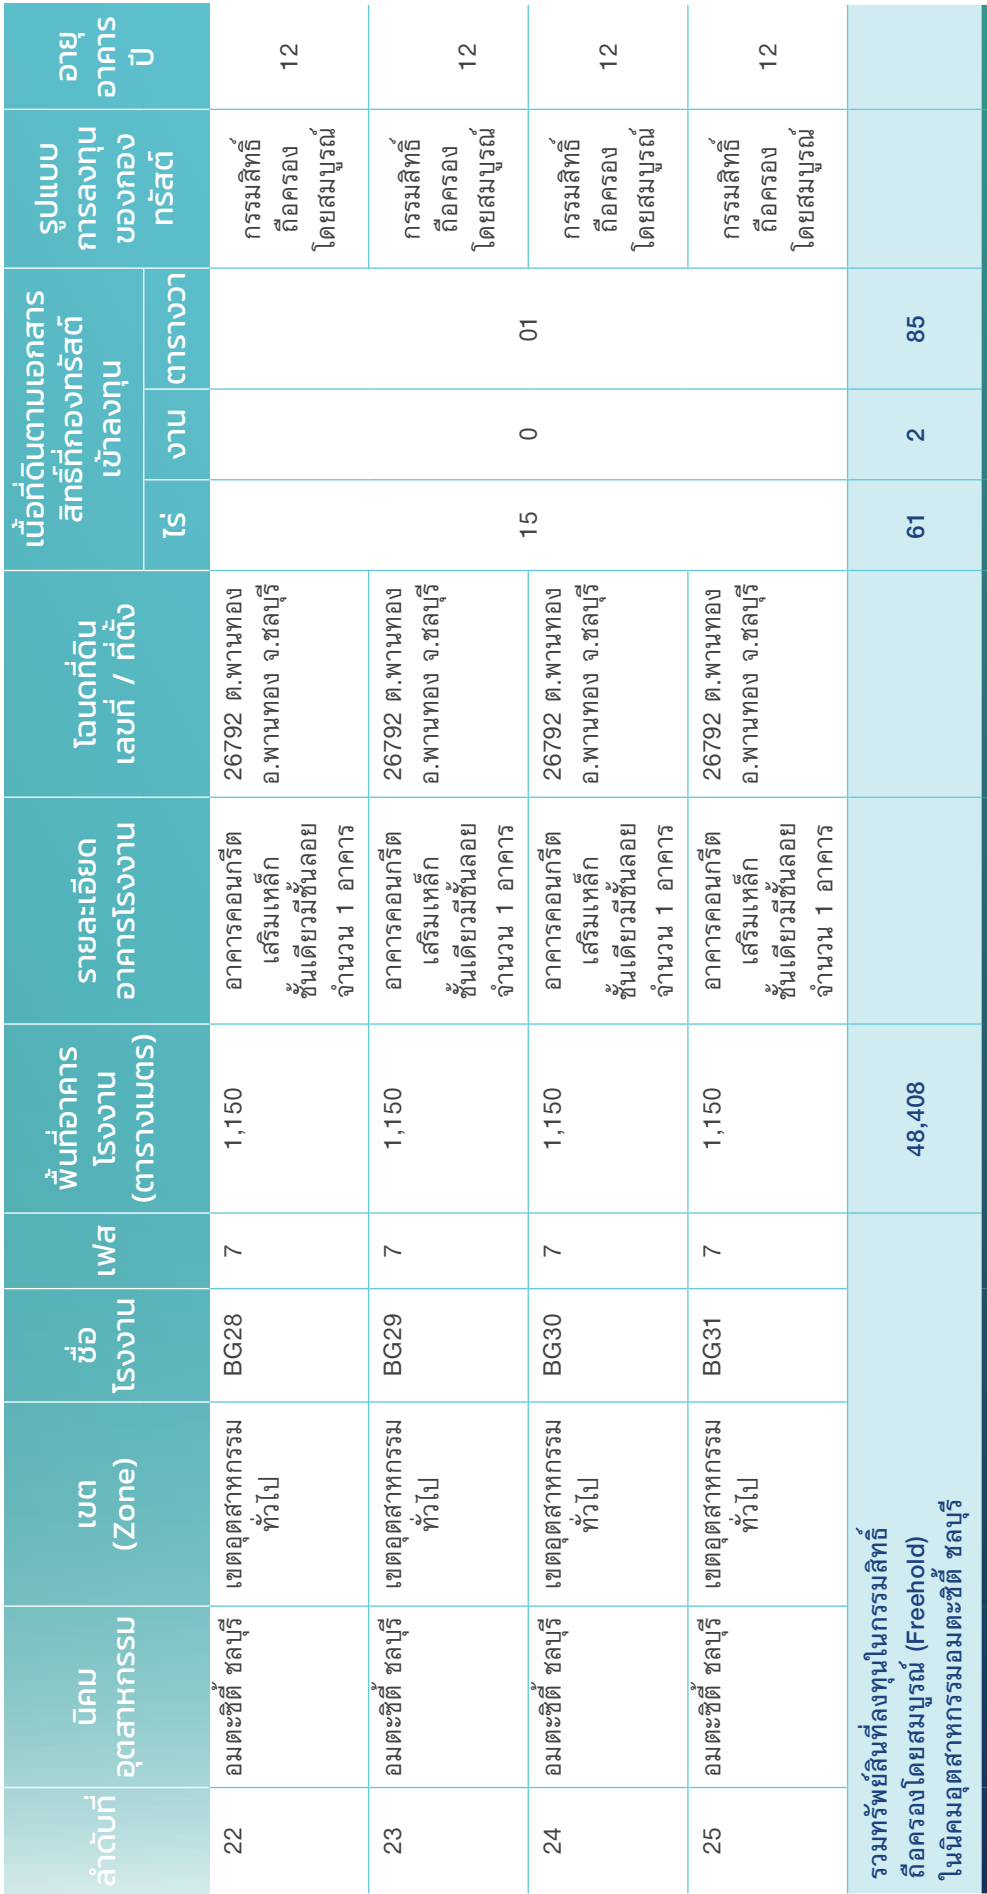 ลำดับที่
นิคม
อุตสาหกรรม
เขต
(Zone)
ชื่อ
โรงงาน
เฟส
พื้นที่อาคาร
โรงงาน
(ตารางเมตร)
รายละเอียด
อาคารโรงงาน
โฉนดที่ดิน
เลขที่ / ที่ตั้ง
เนื้อที่ดินตามเอกสาร
สิทธิ์ที่กองทรัสต์
เข้าลงทุน
ไร่
งาน
ตารางวา
รูปแบบ
การลงทุน
ของกอง
ทรัสต์
อายุ
อาคาร
ปี
22
อมตะซิตี้ ชลบุรี
เขตอุตสาหกรรม
ทั่วไป
BG28
7
1,150
อาคารคอนกรีต
เสริมเหล็ก
ชั้นเดียวมีชั้นลอย
จำนวน 1 อาคาร
26792 ต.พานทอง
อ.พานทอง จ.ชลบุรี
15
0
01
กรรมสิทธิ์
ถือครอง
โดยสมบูรณ์
12
23
อมตะซิตี้ ชลบุรี
เขตอุตสาหกรรม
ทั่วไป
BG29
7
1,150
อาคารคอนกรีต
เสริมเหล็ก
ชั้นเดียวมีชั้นลอย
จำนวน 1 อาคาร
26792 ต.พานทอง
อ.พานทอง จ.ชลบุรี
กรรมสิทธิ์
ถือครอง
โดยสมบูรณ์
12
24
อมตะซิตี้ ชลบุรี
เขตอุตสาหกรรม
ทั่วไป
BG30
7
1,150
อาคารคอนกรีต
เสริมเหล็ก
ชั้นเดียวมีชั้นลอย
จำนวน 1 อาคาร
26792 ต.พานทอง
อ.พานทอง จ.ชลบุรี
กรรมสิทธิ์
ถือครอง
โดยสมบูรณ์
12
25
อมตะซิตี้ ชลบุรี
เขตอุตสาหกรรม
ทั่วไป
BG31
7
1,150
อาคารคอนกรีต
เสริมเหล็ก
ชั้นเดียวมีชั้นลอย
จำนวน 1 อาคาร
26792 ต.พานทอง
อ.พานทอง จ.ชลบุรี
กรรมสิทธิ์
ถือครอง
โดยสมบูรณ์
12
รวมทรัพย์สินที่ลงทุนในกรรมสิทธิ์
ถือครองโดยสมบูรณ์ (Freehold)
ในนิคมอุตสาหกรรมอมตะซิตี้ ชลบุรี
48,408
61
2
85